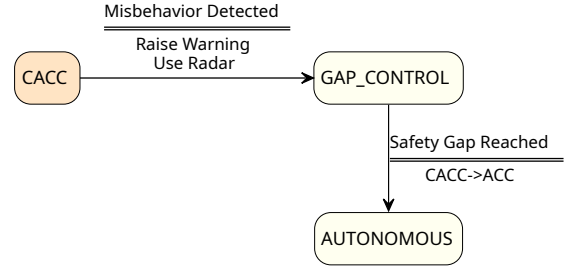 Misbehavior Detected
Raise Warning
Use Radar
CACC
GAP_CONTROL
Safety Gap Reached
CACC->ACC
AUTONOMOUS